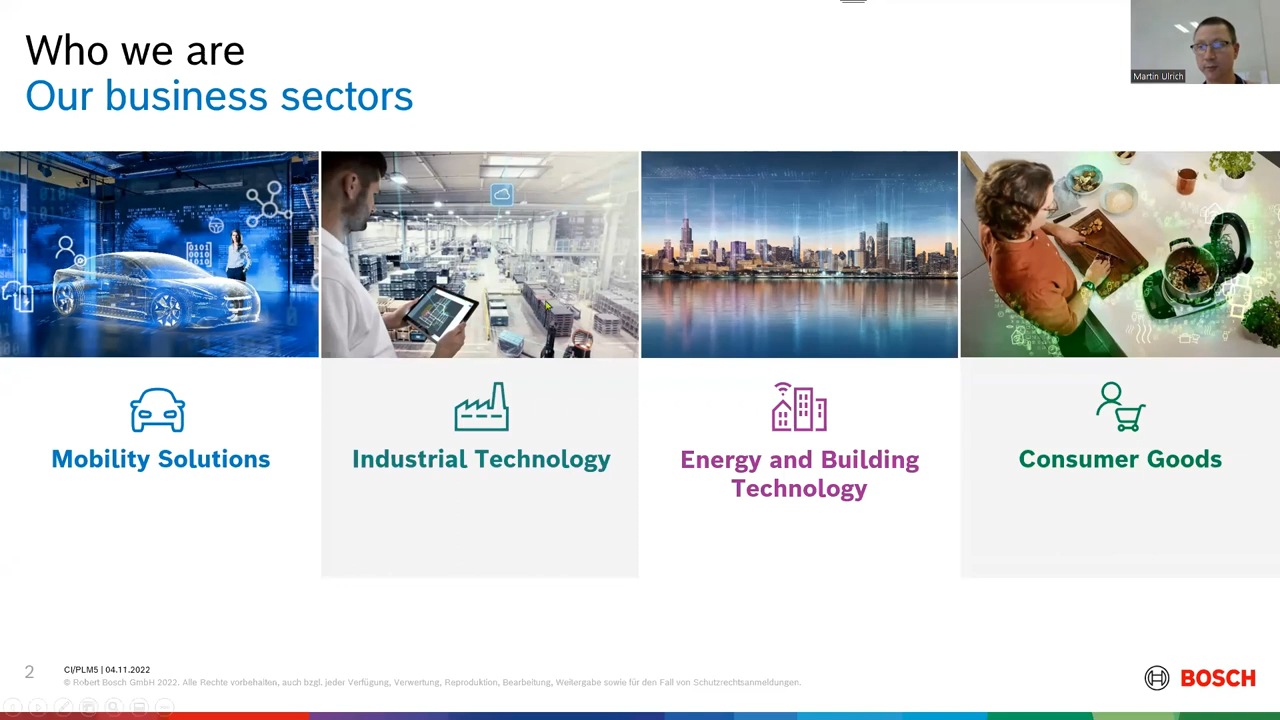 Who we are
Our business sectors
Martin Ulrich
0101
0010
Mobility Solutions
Industrial Technology
Energy and Building
Technology
Consumer Goods
2
CI/PLM5 | 04.11.2022
© Robert Bosch GmbH 2022. Alle Rechte vorbehalten, auch bzgl. jeder Verfügung, Verwertung, Reproduktion, Bearbeitung, Weitergabe sowie für den Fall von Schutzrechtsanmeldungen.
BOSCH